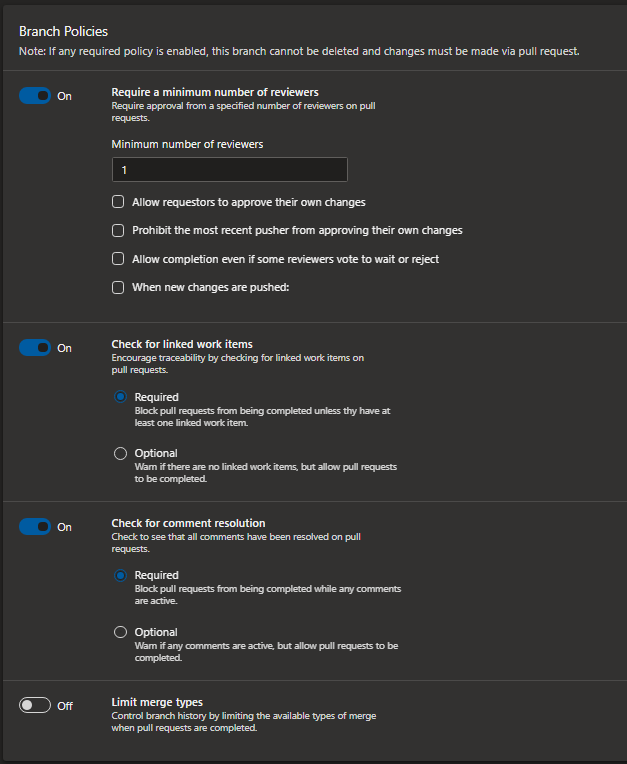 Branch Policies
Note: If any required policy is enabled, this branch cannot be deleted and changes must be made via pull request.
On
Require a minimum number of reviewers
Require approval from a specified number of reviewers on pull
requests.
Minimum number of reviewers
1
Allow requestors to approve their own changes
Prohibit the most recent pusher from approving their own changes
Allow completion even if some reviewers vote to wait or reject
When new changes are pushed:
On
Check for linked work items
Encourage traceability by checking for linked work items on
pull requests.
Required
Block pull requests from being completed unless thy have at
least one linked work item.
Optional
Warn if there are no linked work items, but allow pull requests
to be completed.
On
Check for comment resolution
Check to see that all comments have been resolved on pull
requests.
Required
Block pull requests from being completed while any comments
are active.
Optional
Warn if any comments are active, but allow pull requests to be
completed.
Off
Limit merge types
Control branch history by limiting the available types of merge
when pull requests are completed.